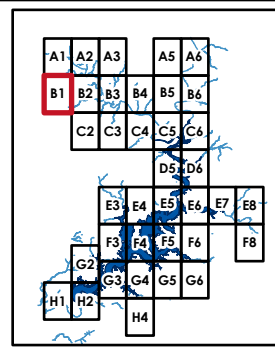 A1 A2 A3 A5 A6
B1 B2 B3 B4 B5 B6
C2 C3 C4 C5 C6
D5 D6
E3 E4 E5 E6 E7 E8
F3 F4 F5 F6 F8
G2
G3 G4 G5 G6
H1 H2
H4